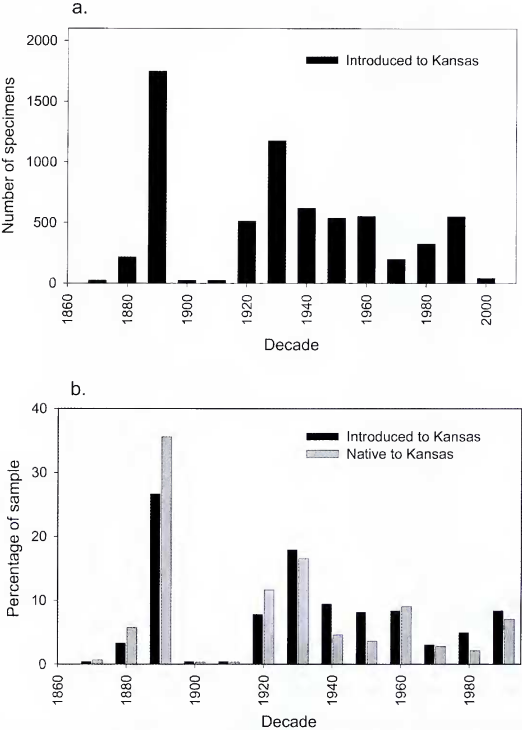 a.
2000
1500
1000
500
0
Number of specimens
Introduced to Kansas
1860
1880
1900
1920
1940
1960
1980
2000
Decade
b.
40
30
20
10
0
Percentage of sample
Introduced to Kansas
Native to Kansas
1860
1880
1900
1920
1940
1960
1980
Decade